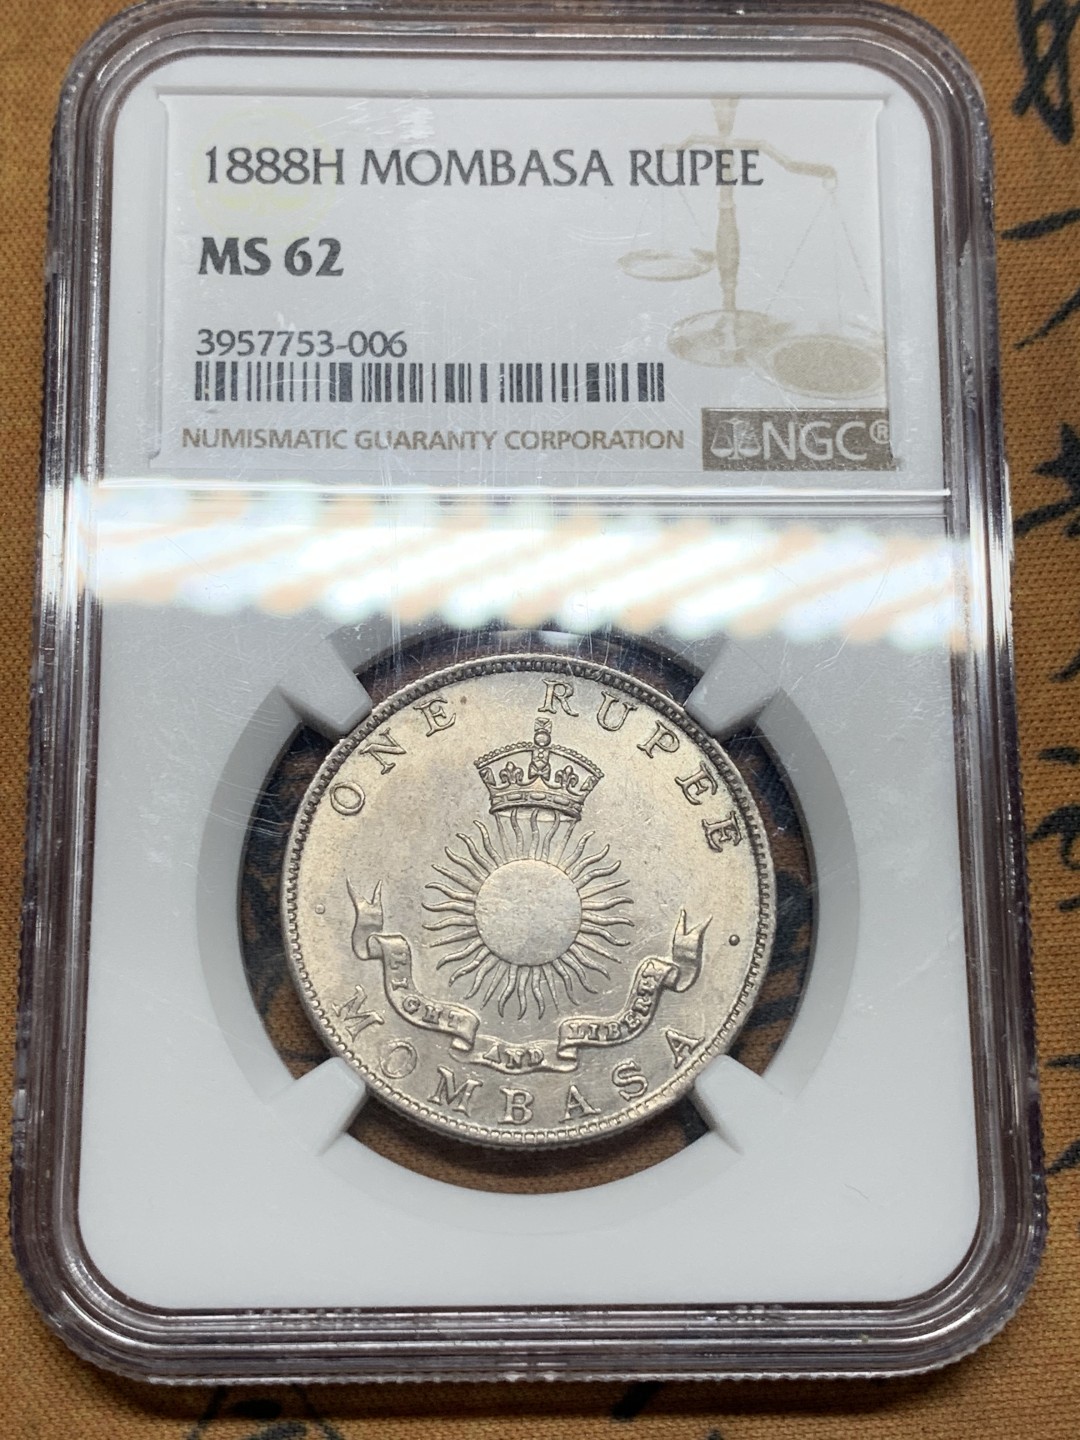 1888H MOMBASA RUPEE
MS 62
3957753-006
NUMISMATIC GUARANTY CORPORATION
NGC®
ONE RUPEE
LIGHT AND LIBERTY
MOMBASA